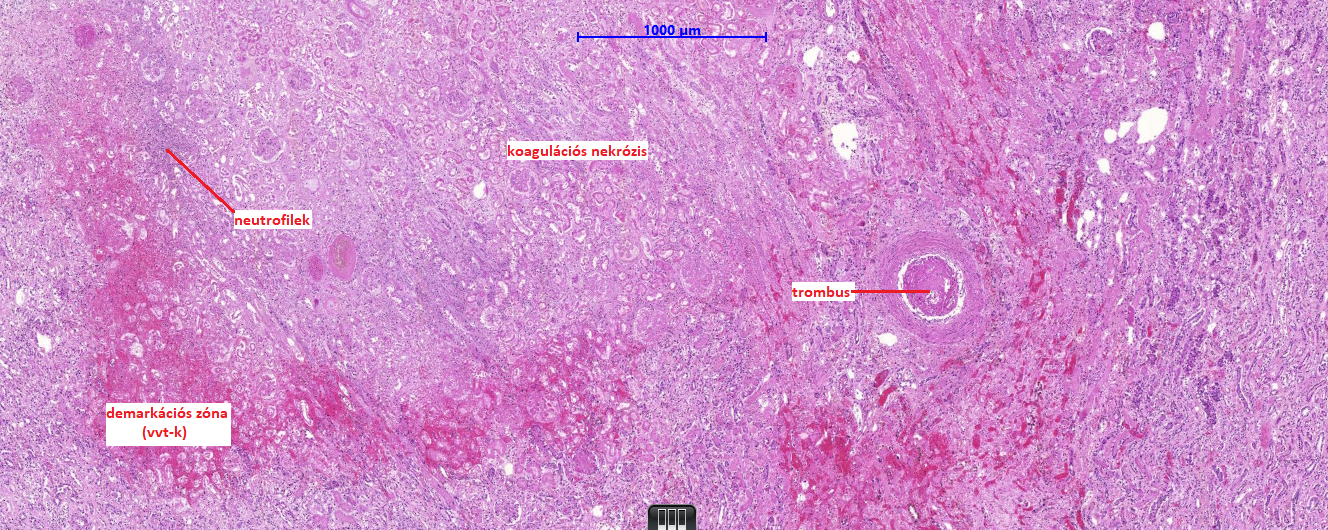 1000 µm
koagulációs nekrózis
neutrofilek
trombus
demarkációs zóna
(vvt-k)